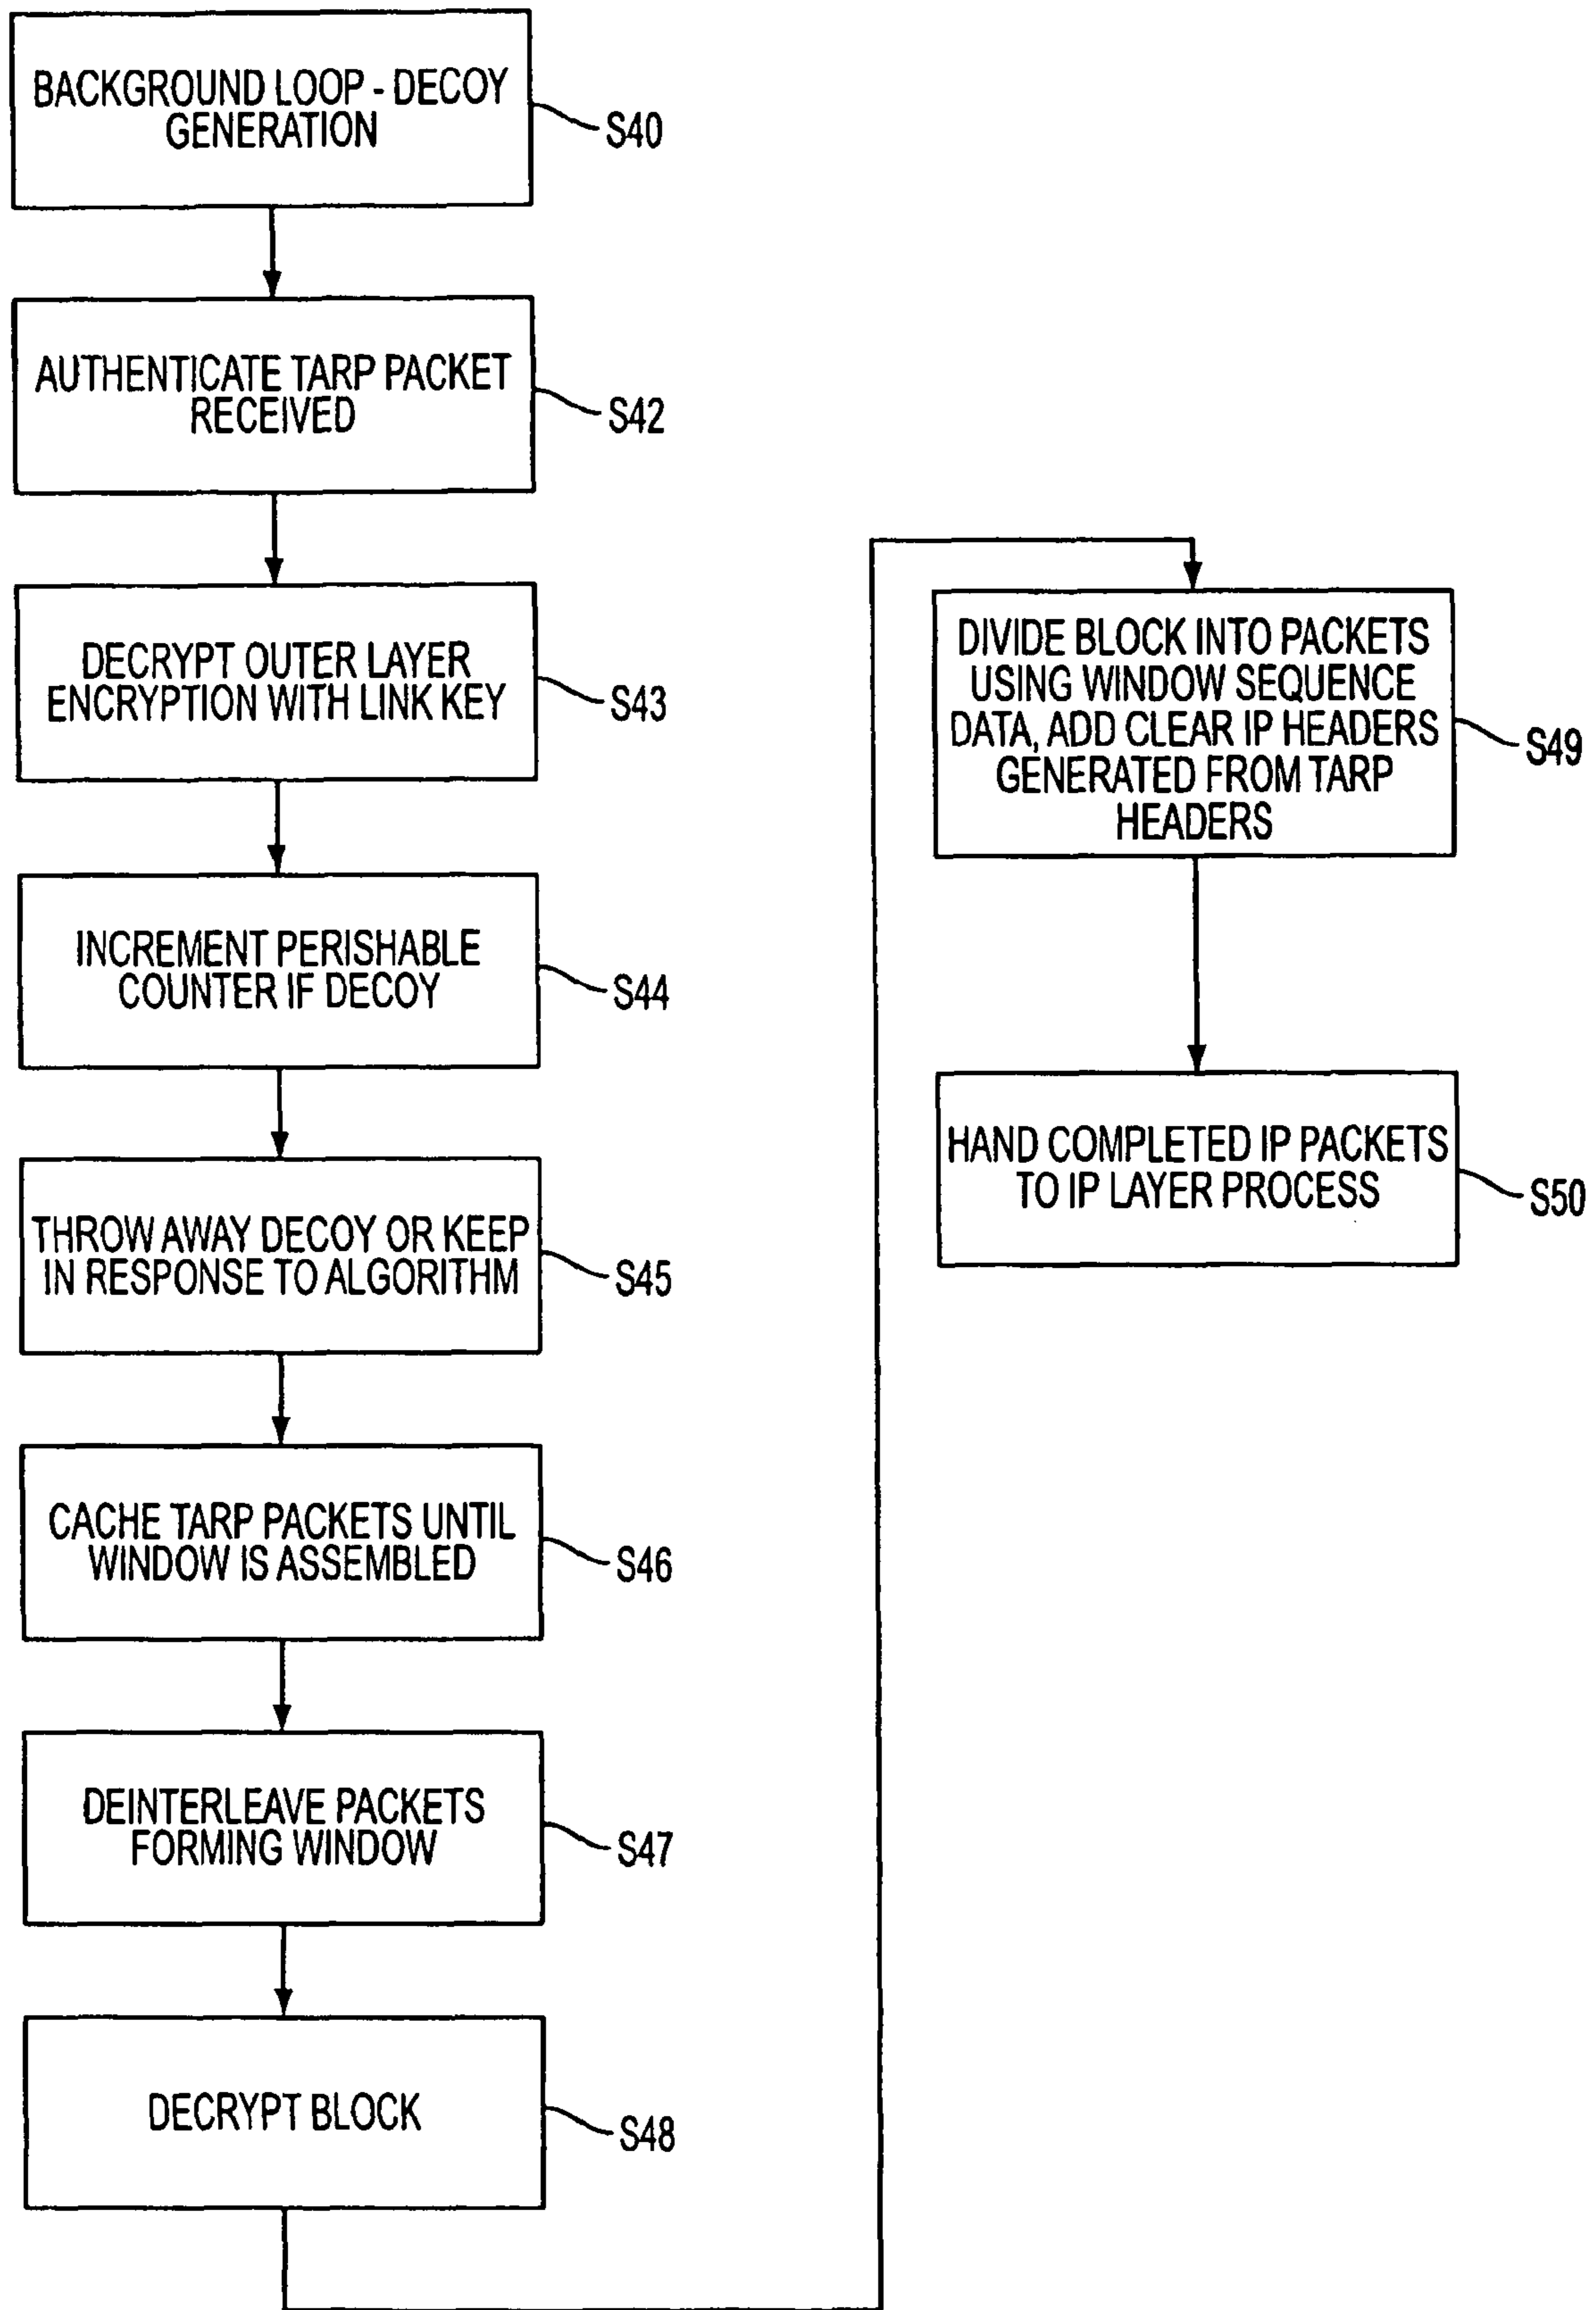 BACKGROUND LOOP - DECOY
GENERATION
S40
AUTHENTICATE TARP PACKET
RECEIVED
S42
DECRYPT OUTER LAYER
ENCRYPTION WITH LINK KEY
S43
INCREMENT PERISHABLE
COUNTER IF DECOY
S44
THROW AWAY DECOY OR KEEP
IN RESPONSE TO ALGORITHM
S45
CACHE TARP PACKETS UNTIL
WINDOW IS ASSEMBLED
S46
DEINTERLEAVE PACKETS
FORMING WINDOW
S47
DECRYPT BLOCK
S48
DIVIDE BLOCK INTO PACKETS
USING WINDOW SEQUENCE
DATA, ADD CLEAR IP HEADERS
GENERATED FROM TARP
HEADERS
S49
HAND COMPLETED IP PACKETS
TO IP LAYER PROCESS
S50